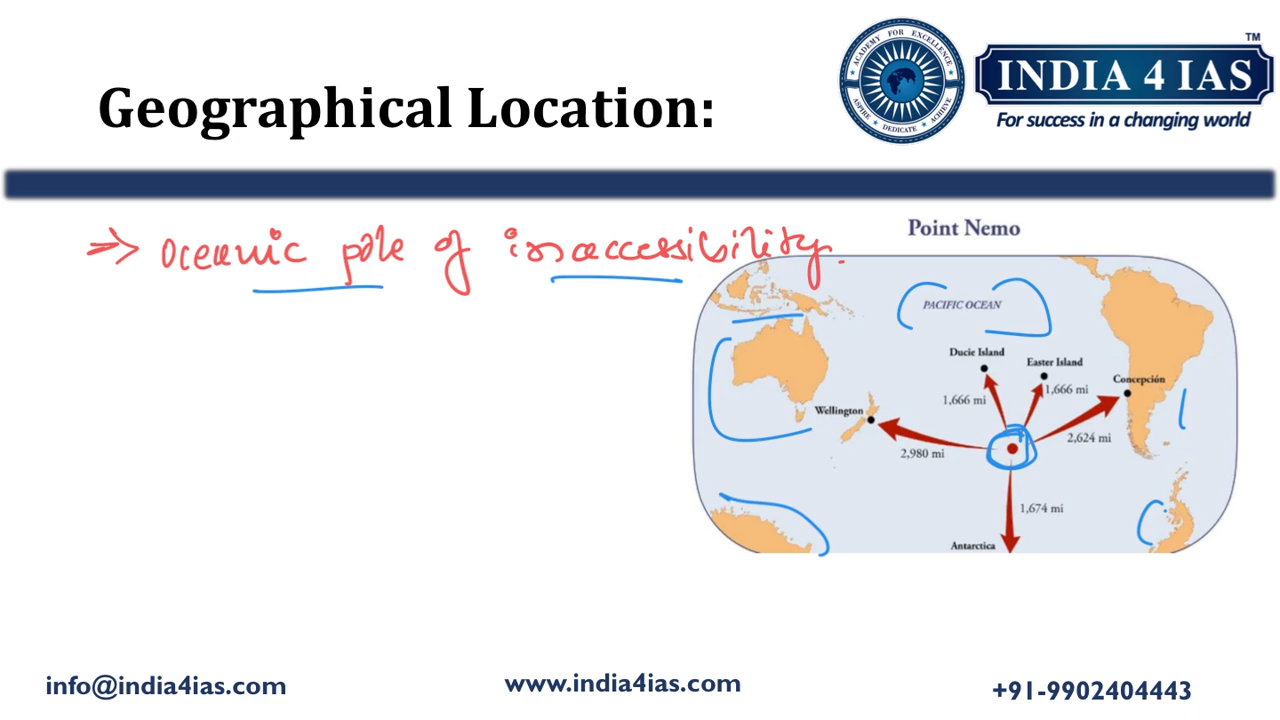 Geographical Location:
ACADEMY FOR EXCELLENCE
ASPIRE ★ DEDICATE ★ ACHIEVE
INDIA 4 IAS
TM
For success in a changing world
⇒ Oceanic pole of inaccessibility.
Point Nemo
PACIFIC OCEAN
Ducie Island
Easter Island
Concepción
1,666 mi
1,666 mi
Wellington
2,624 mi
2,980 mi
1,674 mi
Antarctica
info@india4ias.com
www.india4ias.com
+91-9902404443